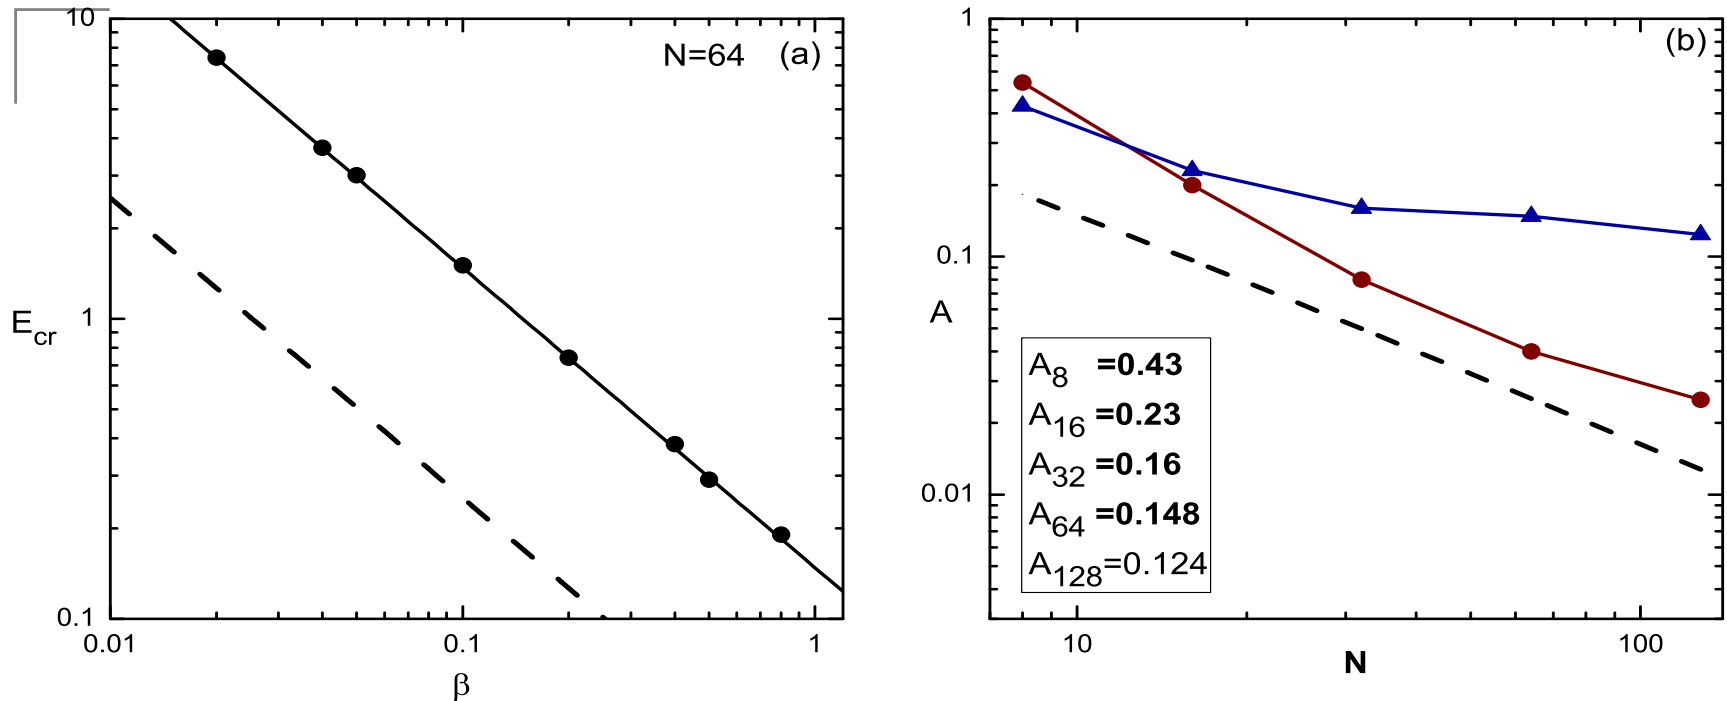 10
1
0.1
E_cr
N=64
(a)
0.01
0.1
1
β
1
0.1
0.01
A
(b)
A_8 =0.43
A_16 =0.23
A_32 =0.16
A_64 =0.148
A_128=0.124
10
100
N